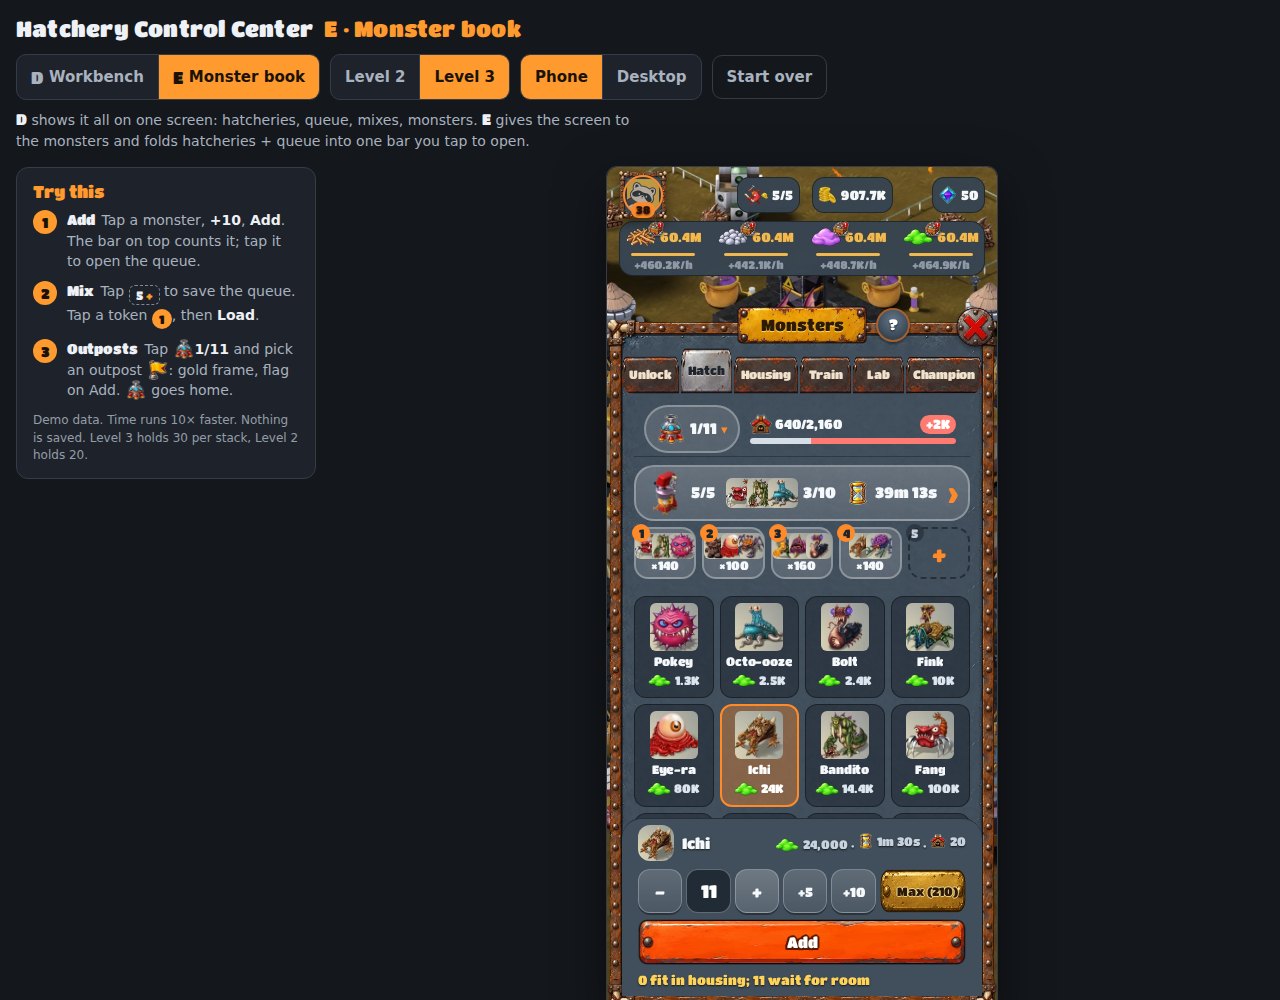 Hatchery Control Center E · Monster book
D Workbench E Monster book Level 2 Level 3 Phone Desktop Start over
D shows it all on one screen: hatcheries, queue, mixes, monsters. E gives the screen to
the monsters and folds hatcheries + queue into one bar you tap to open.
Try this
1 Add Tap a monster, +10, Add.
The bar on top counts it; tap it
to open the queue.
2 Mix Tap 5 + to save the queue.
Tap a token 1, then Load.
3 Outposts Tap 1/11 and pick
an outpost : gold frame, flag
on Add. goes home.
Demo data. Time runs 10× faster. Nothing
is saved. Level 3 holds 30 per stack, Level 2
holds 20.
30 5/5 907.7K 50
60.4M 60.4M 60.4M 60.4M
+460.2K/h +442.1K/h +448.7K/h +464.9K/h
Monsters ?
Unlock Hatch Housing Train Lab Champion
1/11 ▾ 640/2,160 +2K
5/5 3/10 39m 13s ❯
1 2 3 4 5
×140 ×100 ×160 ×140 +
Pokey Octo-ooze Bolt Fink
1.3K 2.5K 2.4K 10K
Eye-ra Ichi Bandito Fang
80K 24K 14.4K 100K
Ichi 24,000 · 1m 30s · 20
− 11 + +5 +10 Max (210)
Add
0 fit in housing; 11 wait for room